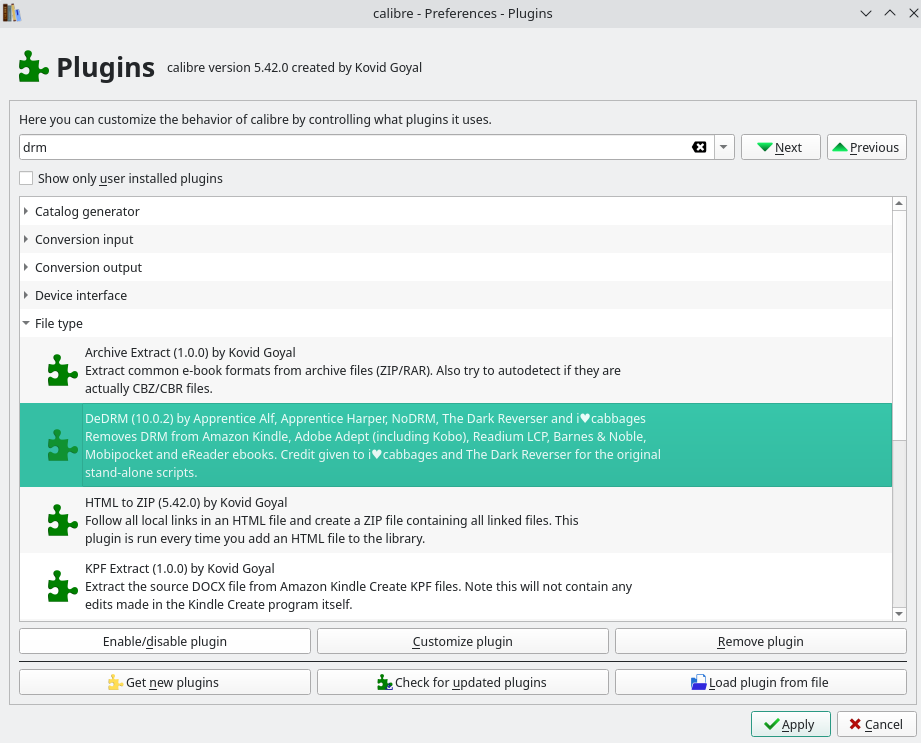 calibre - Preferences - Plugins
Plugins
calibre version 5.42.0 created by Kovid Goyal
Here you can customize the behavior of calibre by controlling what plugins it uses.
drm
Next
Previous
Show only user installed plugins
Catalog generator
Conversion input
Conversion output
Device interface
File type
Archive Extract (1.0.0) by Kovid Goyal
Extract common e-book formats from archive files (ZIP/RAR). Also try to autodetect if they are
actually CBZ/CBR files.
DeDRM (10.0.2) by Apprentice Alf, Apprentice Harper, NoDRM, The Dark Reverser and i♥cabbages
Removes DRM from Amazon Kindle, Adobe Adept (including Kobo), Readium LCP, Barnes & Noble,
Mobipocket and eReader ebooks. Credit given to i♥cabbages and The Dark Reverser for the original
stand-alone scripts.
HTML to ZIP (5.42.0) by Kovid Goyal
Follow all local links in an HTML file and create a ZIP file containing all linked files. This
plugin is run every time you add an HTML file to the library.
KPF Extract (1.0.0) by Kovid Goyal
Extract the source DOCX file from Amazon Kindle Create KPF files. Note this will not contain any
edits made in the Kindle Create program itself.
Enable/disable plugin
Customize plugin
Remove plugin
Get new plugins
Check for updated plugins
Load plugin from file
Apply
Cancel